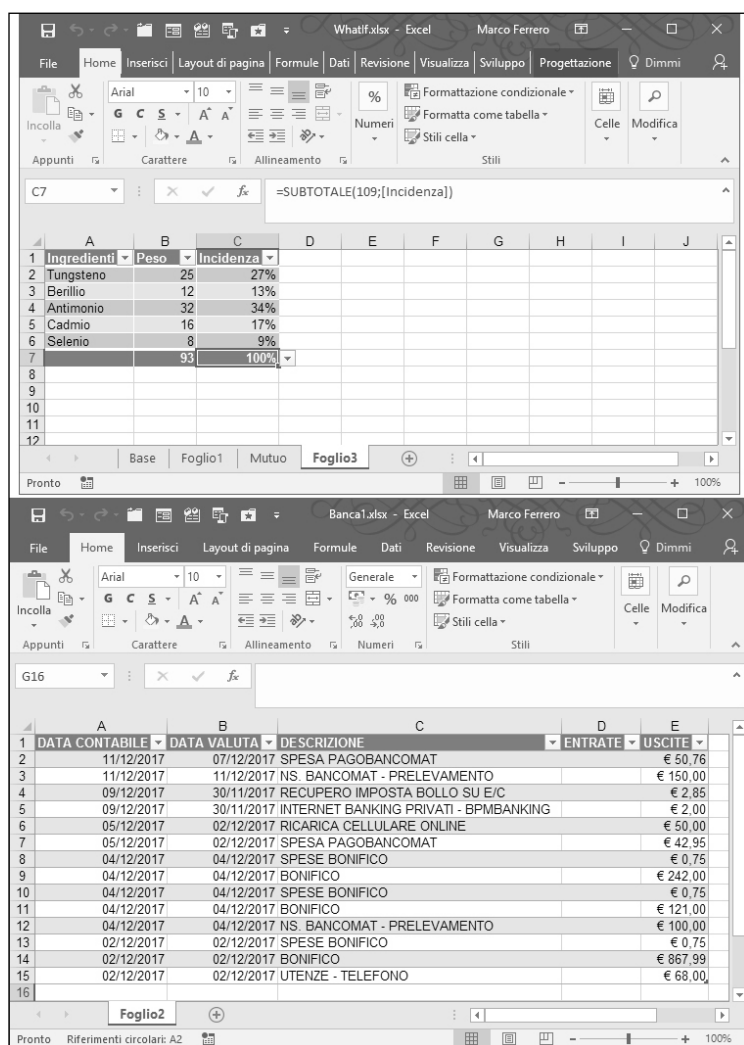 WhatIf.xlsx - Excel Marco Ferrero
File Home Inserisci Layout di pagina Formule Dati Revisione Visualizza Sviluppo Progettazione Dimmi
Incolla
Arial 10
G C S A A
A
%
Numeri
Formattazione condizionale
Formatta come tabella
Stili cella
Celle Modifica
Appunti Carattere Allineamento Stili
C7 fx =SUBTOTALE(109;[Incidenza])
A B C D E F G H I J
1 Ingredienti Peso Incidenza
2 Tungsteno 25 27%
3 Berillio 12 13%
4 Antimonio 32 34%
5 Cadmio 16 17%
6 Selenio 8 9%
7 93 100%
8
9
10
11
12
Base Foglio1 Mutuo Foglio3
Pronto 100%
Banca1.xlsx - Excel Marco Ferrero
File Home Inserisci Layout di pagina Formule Dati Revisione Visualizza Sviluppo Dimmi
Incolla
Arial 10
G C S A A
A
Generale
% 000
Formattazione condizionale
Formatta come tabella
Stili cella
Celle Modifica
Appunti Carattere Allineamento Numeri Stili
G16 fx
A B C D E
1 DATA CONTABILE DATA VALUTA DESCRIZIONE ENTRATE USCITE
2 11/12/2017 07/12/2017 SPESA PAGOBANCOMAT € 50,76
3 11/12/2017 11/12/2017 NS. BANCOMAT - PRELEVAMENTO € 150,00
4 09/12/2017 30/11/2017 RECUPERO IMPOSTA BOLLO SU E/C € 2,85
5 09/12/2017 30/11/2017 INTERNET BANKING PRIVATI - BPMBANKING € 2,00
6 05/12/2017 02/12/2017 RICARICA CELLULARE ONLINE € 50,00
7 05/12/2017 02/12/2017 SPESA PAGOBANCOMAT € 42,95
8 04/12/2017 04/12/2017 SPESE BONIFICO € 0,75
9 04/12/2017 04/12/2017 BONIFICO € 242,00
10 04/12/2017 04/12/2017 SPESE BONIFICO € 0,75
11 04/12/2017 04/12/2017 BONIFICO € 121,00
12 04/12/2017 04/12/2017 NS. BANCOMAT - PRELEVAMENTO € 100,00
13 02/12/2017 02/12/2017 SPESE BONIFICO € 0,75
14 02/12/2017 02/12/2017 BONIFICO € 867,99
15 02/12/2017 02/12/2017 UTENZE - TELEFONO € 68,00
16
Foglio2
Pronto Riferimenti circolari: A2 100%